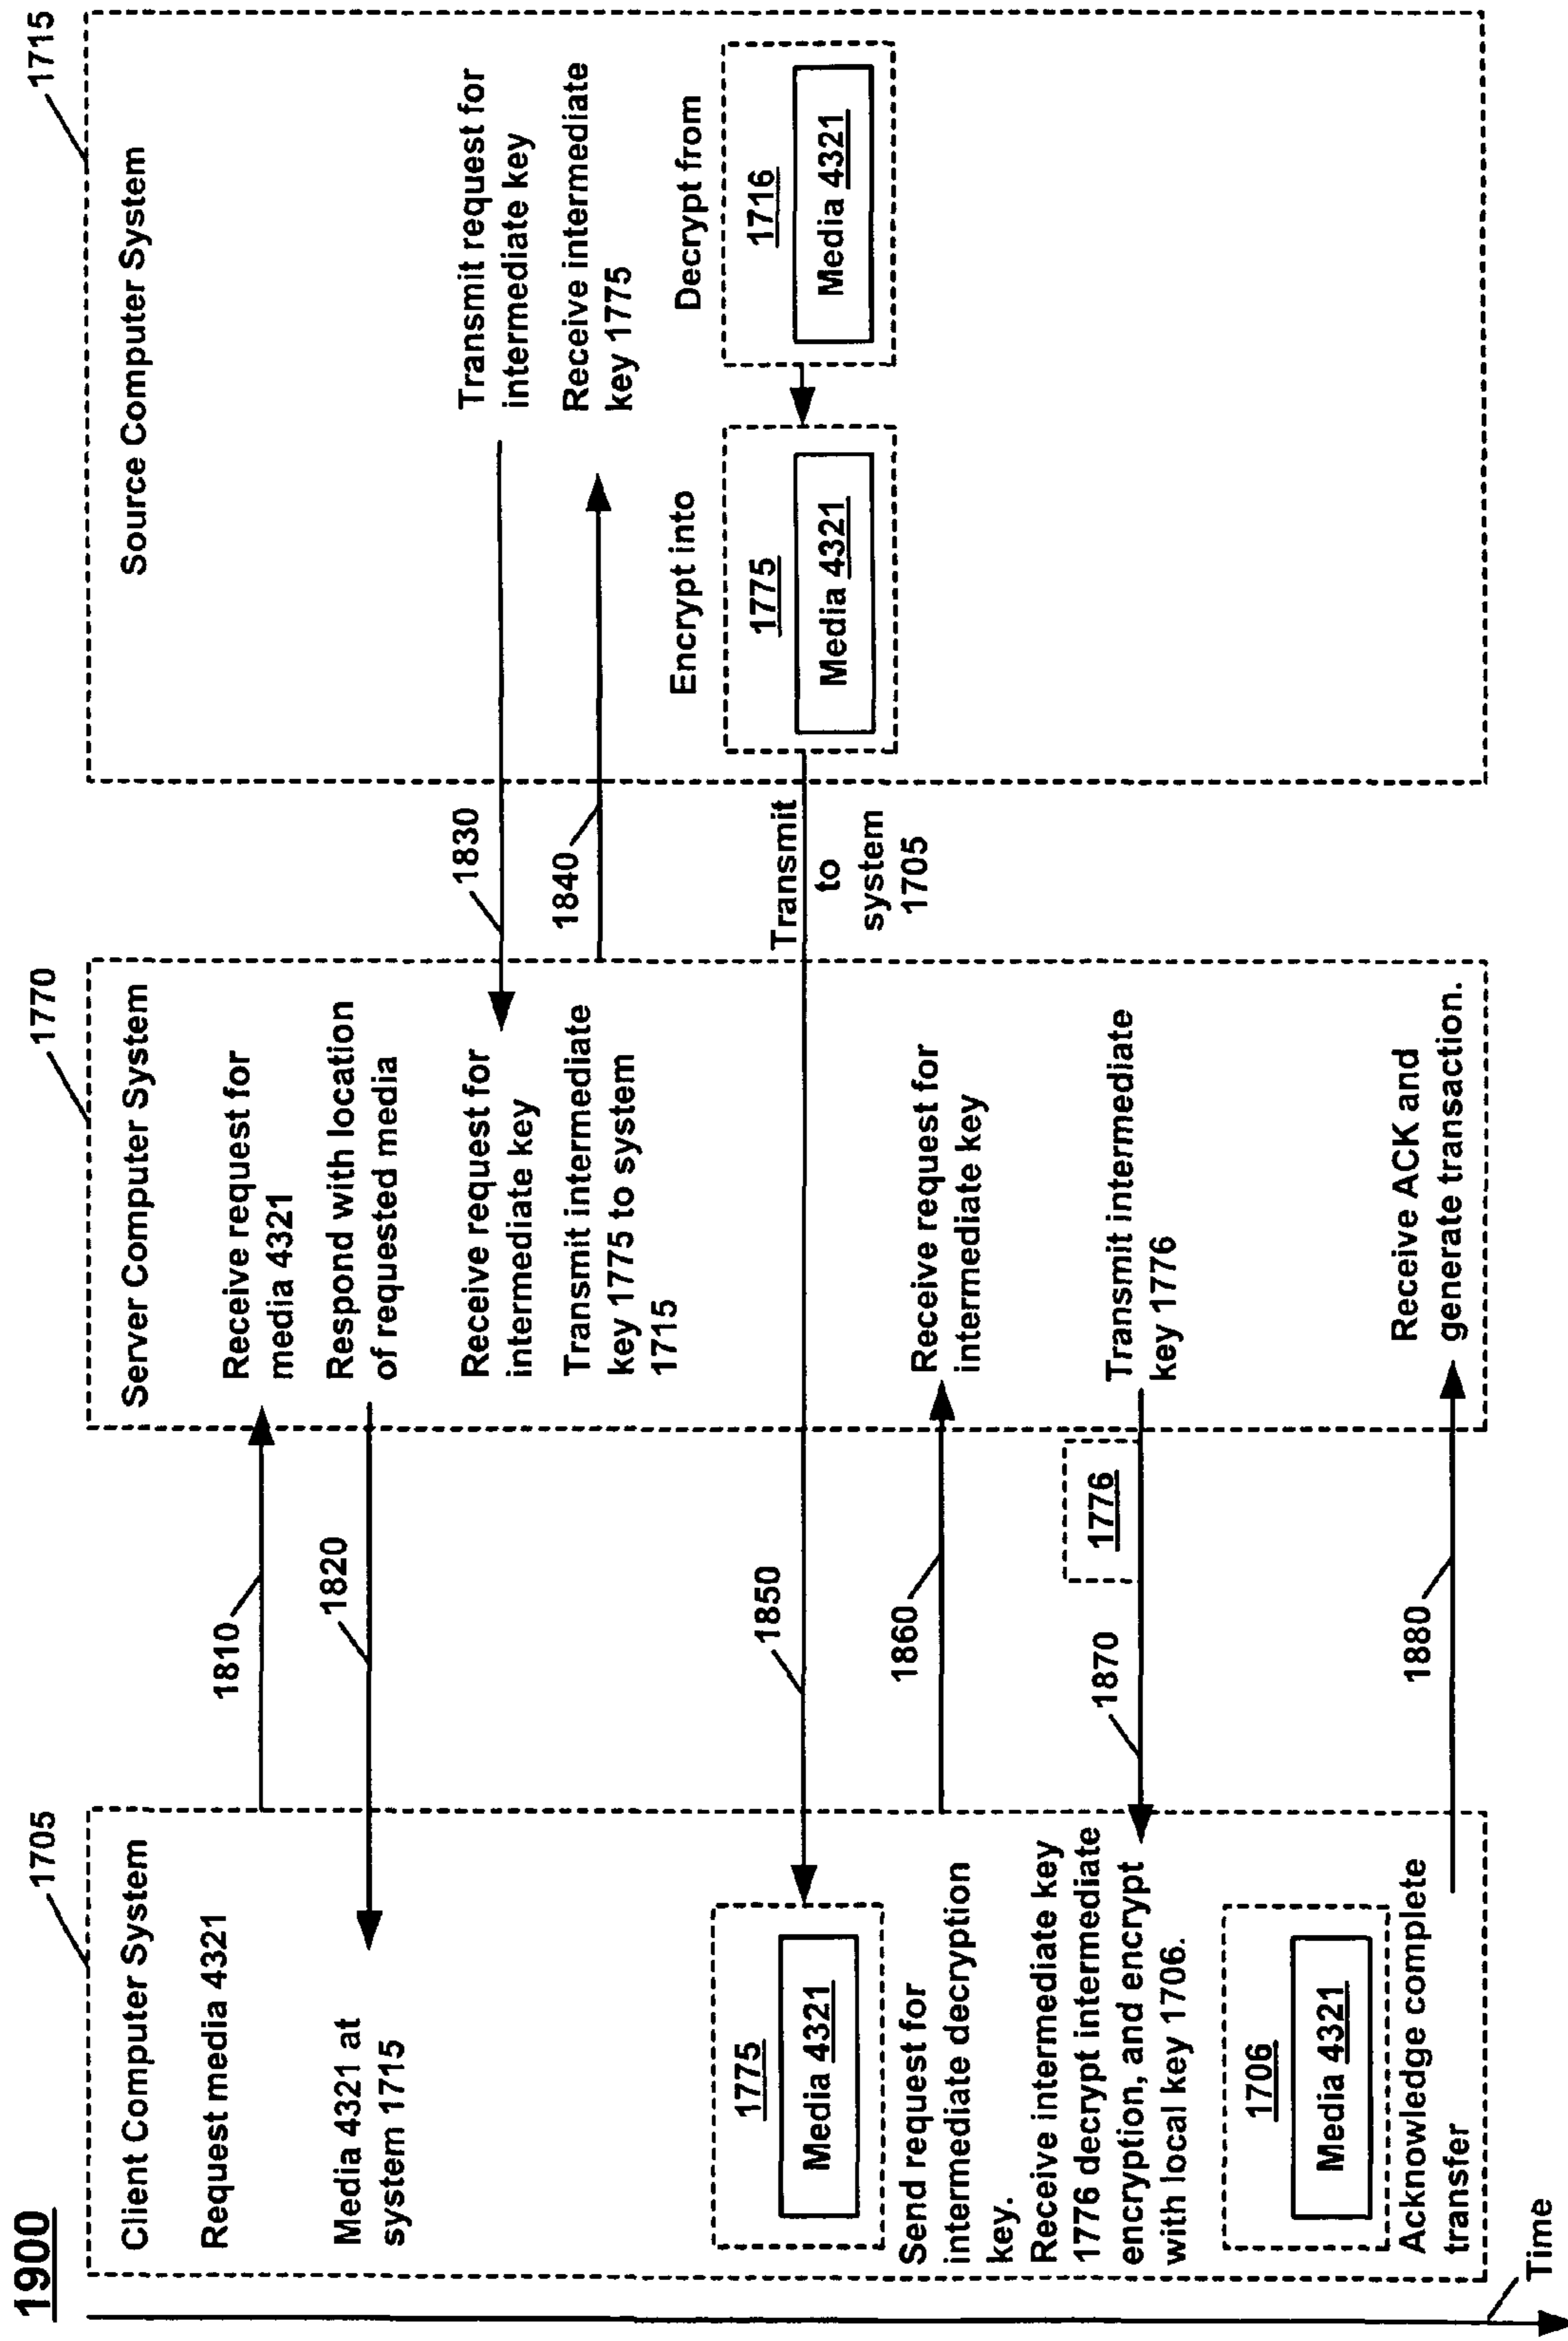 1900
1705
Client Computer System
Request media 4321
Media 4321 at
system 1715
1775
Media 4321
Send request for
intermediate decryption
key.
Receive intermediate key
1776 decrypt intermediate
encryption, and encrypt
with local key 1706.
1706
Media 4321
Acknowledge complete
transfer
Time
1810
1820
1850
1860
1776
1870
1880
1770
Server Computer System
Receive request for
media 4321
Respond with location
of requested media
Receive request for
intermediate key
Transmit intermediate
key 1775 to system
1715
Receive request for
intermediate key
Transmit intermediate
key 1776
Receive ACK and
generate transaction.
1830
1840
Transmit
to
system
1705
1715
Source Computer System
Transmit request for
intermediate key
Receive intermediate
key 1775
Encrypt into
1775
Media 4321
Decrypt from
1716
Media 4321